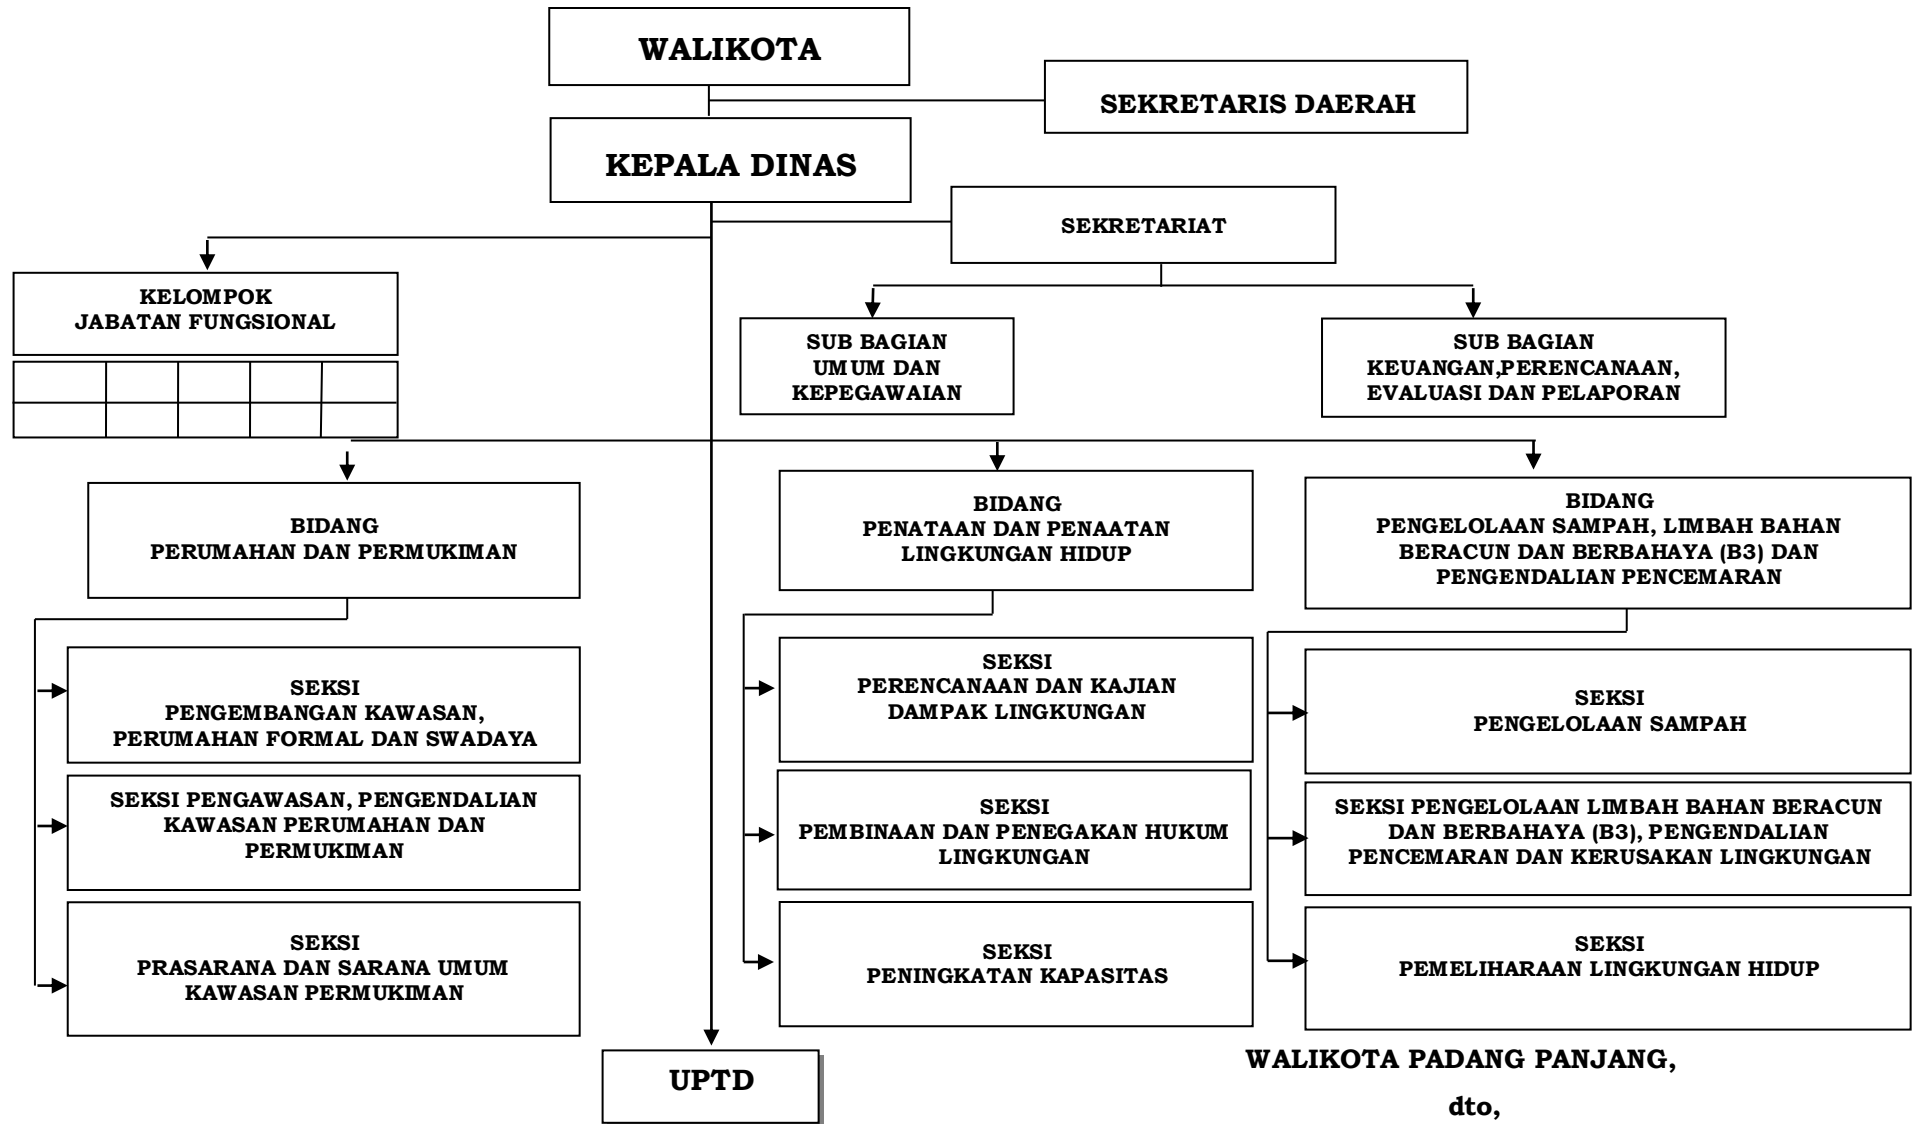 WALIKOTA
SEKRETARIS DAERAH
KEPALA DINAS
SEKRETARIAT
KELOMPOK
JABATAN FUNGSIONAL
SUB BAGIAN
UMUM DAN
KEPEGAWAIAN
SUB BAGIAN
KEUANGAN,PERENCANAAN,
EVALUASI DAN PELAPORAN
BIDANG
PERUMAHAN DAN PERMUKIMAN
BIDANG
PENATAAN DAN PENAATAN
LINGKUNGAN HIDUP
BIDANG
PENGELOLAAN SAMPAH, LIMBAH BAHAN
BERACUN DAN BERBAHAYA (B3) DAN
PENGENDALIAN PENCEMARAN
SEKSI
PENGEMBANGAN KAWASAN,
PERUMAHAN FORMAL DAN SWADAYA
SEKSI PENGAWASAN, PENGENDALIAN
KAWASAN PERUMAHAN DAN
PERMUKIMAN
SEKSI
PRASARANA DAN SARANA UMUM
KAWASAN PERMUKIMAN
SEKSI
PERENCANAAN DAN KAJIAN
DAMPAK LINGKUNGAN
SEKSI
PEMBINAAN DAN PENEGAKAN HUKUM
LINGKUNGAN
SEKSI
PENINGKATAN KAPASITAS
SEKSI
PENGELOLAAN SAMPAH
SEKSI PENGELOLAAN LIMBAH BAHAN BERACUN
DAN BERBAHAYA (B3), PENGENDALIAN
PENCEMARAN DAN KERUSAKAN LINGKUNGAN
SEKSI
PEMELIHARAAN LINGKUNGAN HIDUP
UPTD
WALIKOTA PADANG PANJANG,
dto,